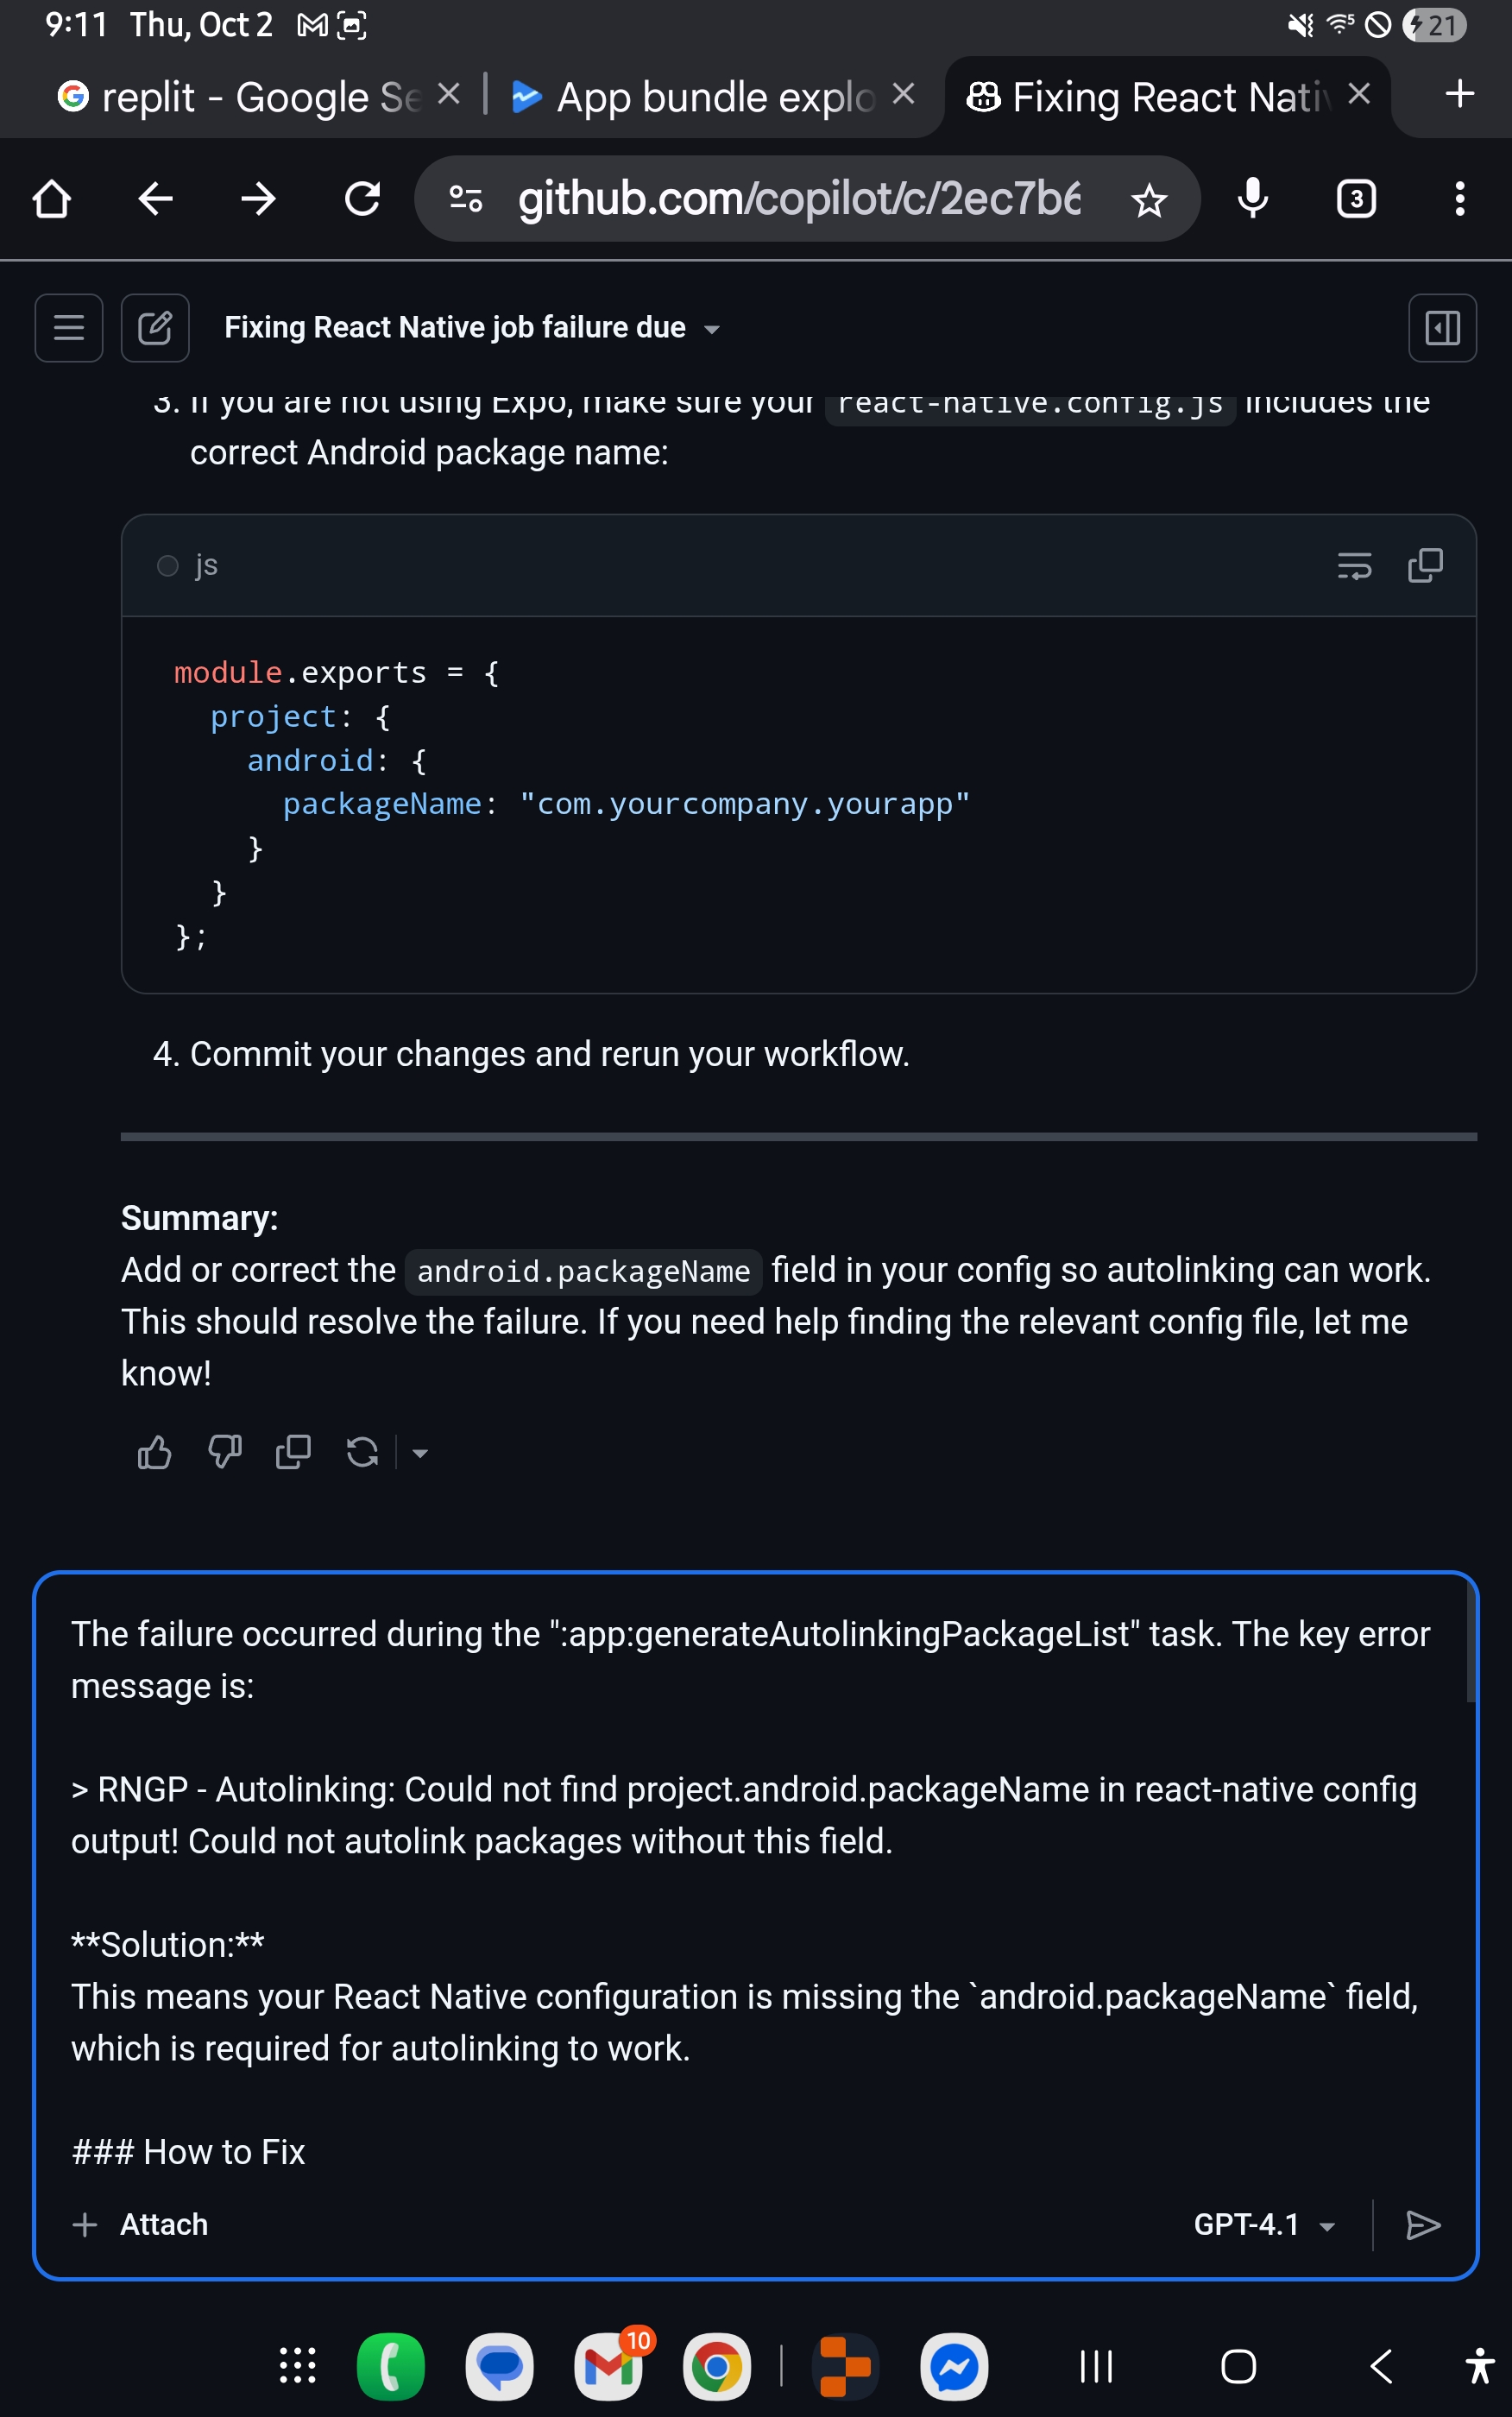 9:11 Thu, Oct 2
21
replit - Google Se
App bundle explo
Fixing React Nativ
github.com/copilot/c/2ec7b6
3
Fixing React Native job failure due
3. If you are not using Expo, make sure your react-native.config.js includes the
correct Android package name:
js
module.exports = {
project: {
android: {
packageName: "com.yourcompany.yourapp"
}
}
};
4. Commit your changes and rerun your workflow.
Summary:
Add or correct the android.packageName field in your config so autolinking can work.
This should resolve the failure. If you need help finding the relevant config file, let me
know!
The failure occurred during the ":app:generateAutolinkingPackageList" task. The key error
message is:
> RNGP - Autolinking: Could not find project.android.packageName in react-native config
output! Could not autolink packages without this field.
**Solution:**
This means your React Native configuration is missing the `android.packageName` field,
which is required for autolinking to work.
### How to Fix
Attach
GPT-4.1
10